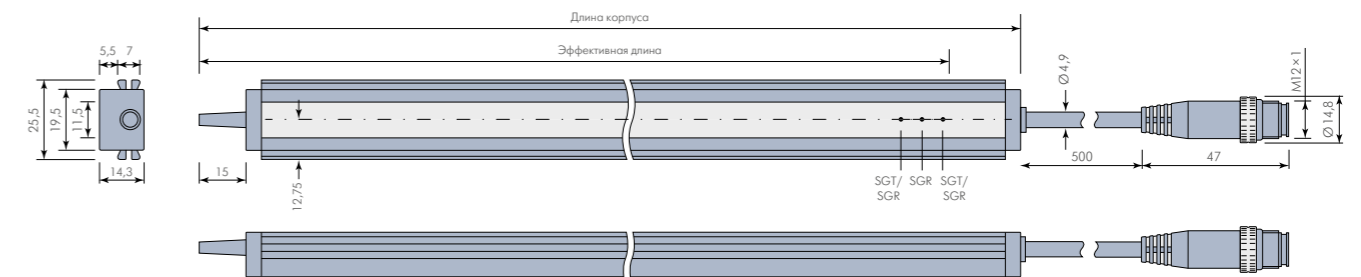 Длина корпуса
Эффективная длина
5,5 7
25,5
19,5
11,5
14,3
15
12,75
SGT/ SGR SGT/
SGR SGR
Ø 4,9
M12×1
Ø 14,8
500
47